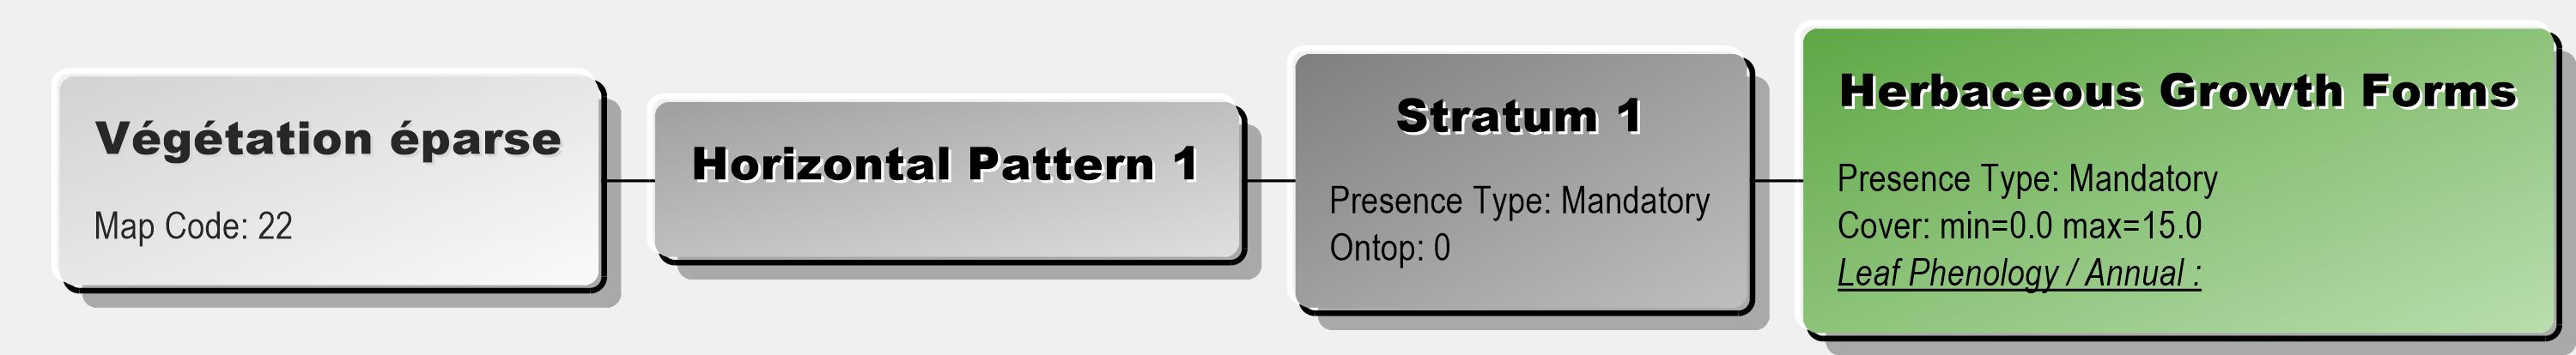 Végétation éparse
Map Code: 22
Horizontal Pattern 1
Stratum 1
Presence Type: Mandatory
Ontop: 0
Herbaceous Growth Forms
Presence Type: Mandatory
Cover: min=0.0 max=15.0
Leaf Phenology / Annual :